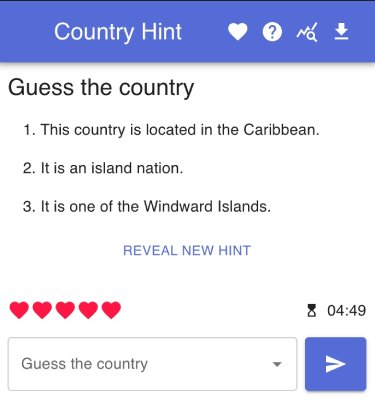 Country Hint
Guess the country
1. This country is located in the Caribbean.
2. It is an island nation.
3. It is one of the Windward Islands.
REVEAL NEW HINT
04:49
Guess the country